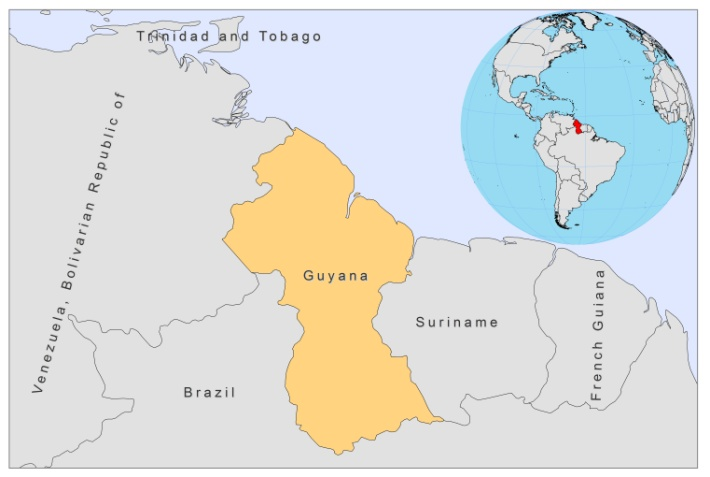 Trinidad and Tobago
Venezuela, Bolivarian Republic of
Guyana
Suriname
French Guiana
Brazil